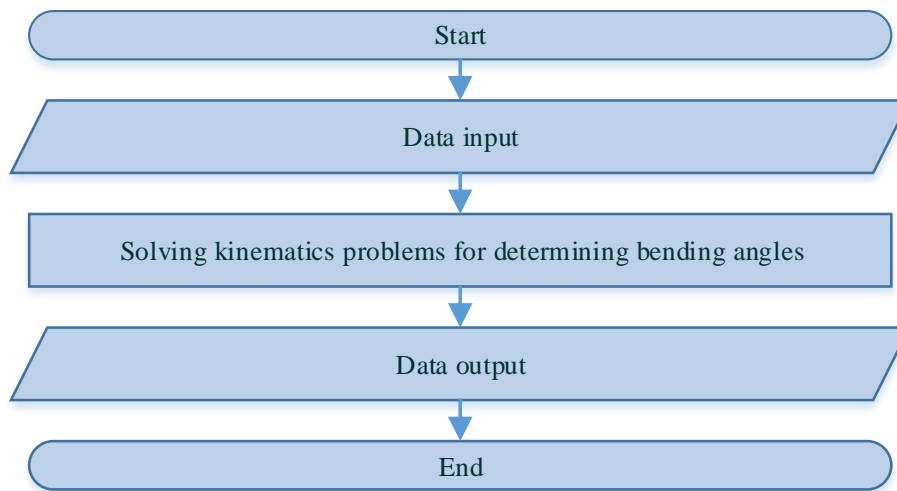 Start
Data input
Solving kinematics problems for determining bending angles
Data output
End